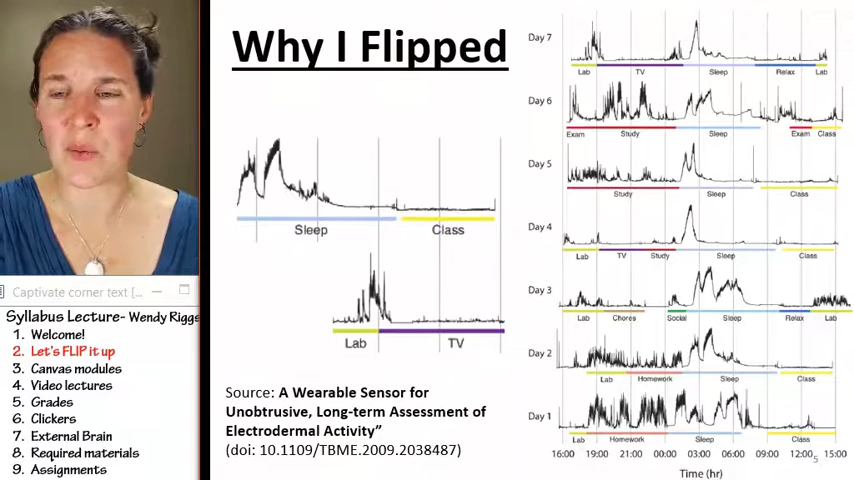 Why I Flipped
Sleep
Class
Lab
TV
Source: A Wearable Sensor for
Unobtrusive, Long-term Assessment of
Electrodermal Activity”
(doi: 10.1109/TBME.2009.2038487)
Day 7
Lab TV Sleep Relax Lab
Day 6
Exam Study Sleep Exam Class
Day 5
Study Sleep Class
Day 4
Lab TV Study Sleep Class
Day 3
Lab Chores Social Sleep Relax Lab
Day 2
Lab Homework Sleep Class
Day 1
Lab Homework Sleep Class
16:00 19:00 21:00 00:00 03:00 06:00 09:00 12:00 15:00
Time (hr)
5
Captivate corner text [...
Syllabus Lecture- Wendy Riggs
1. Welcome!
2. Let's FLIP it up
3. Canvas modules
4. Video lectures
5. Grades
6. Clickers
7. External Brain
8. Required materials
9. Assignments